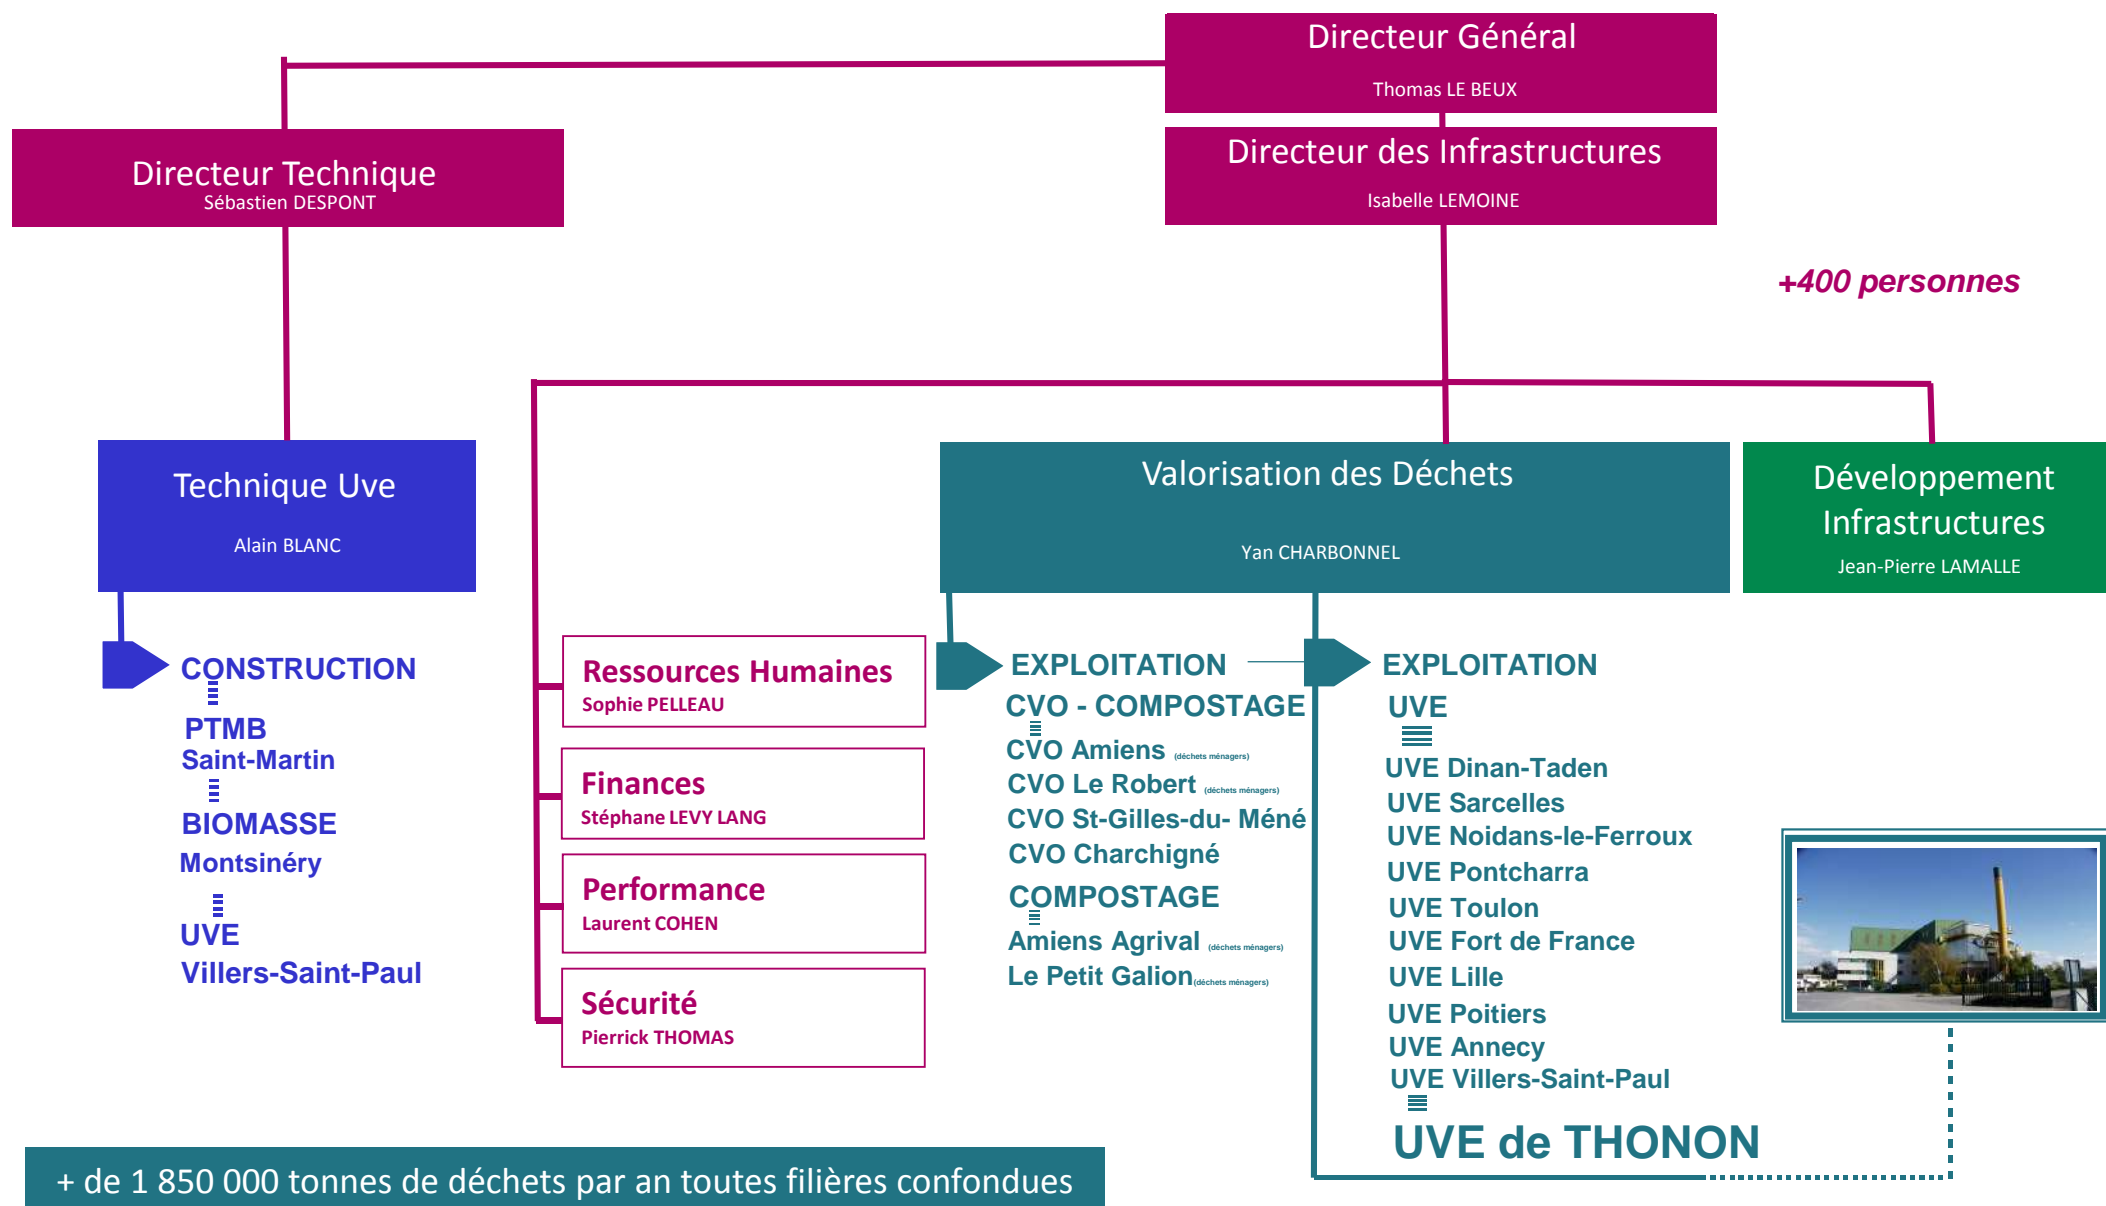 Directeur Général
Thomas LE BEUX
Directeur Technique
Sébastien DESPONT
Directeur des Infrastructures
Isabelle LEMOINE
+400 personnes
Technique Uve
Alain BLANC
Valorisation des Déchets
Yan CHARBONNEL
Développement
Infrastructures
Jean-Pierre LAMALLE
CONSTRUCTION
PTMB
Saint-Martin
BIOMASSE
Montsinéry
UVE
Villers-Saint-Paul
Ressources Humaines
Sophie PELLEAU
Finances
Stéphane LEVY LANG
Performance
Laurent COHEN
Sécurité
Pierrick THOMAS
EXPLOITATION
CVO - COMPOSTAGE
CVO Amiens (déchets ménagers)
CVO Le Robert (déchets ménagers)
CVO St-Gilles-du- Méné
CVO Charchigné
COMPOSTAGE
Amiens Agrival (déchets ménagers)
Le Petit Galion(déchets ménagers)
EXPLOITATION
UVE
UVE Dinan-Taden
UVE Sarcelles
UVE Noidans-le-Ferroux
UVE Pontcharra
UVE Toulon
UVE Fort de France
UVE Lille
UVE Poitiers
UVE Annecy
UVE Villers-Saint-Paul
UVE de THONON
+ de 1 850 000 tonnes de déchets par an toutes filières confondues